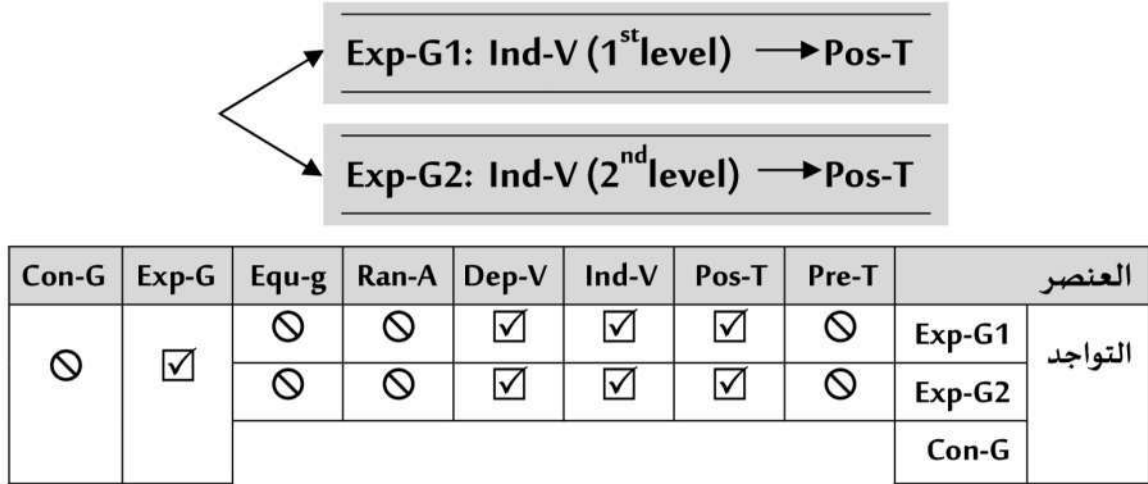 Exp-G1: Ind-V (1st level) → Pos-T
Exp-G2: Ind-V (2nd level) → Pos-T
Con-G Exp-G Equ-g Ran-A Dep-V Ind-V Pos-T Pre-T العنصر
🚫 ☑ 🚫 🚫 ☑ ☑ ☑ 🚫 Exp-G1 التواجد
🚫 🚫 ☑ ☑ ☑ 🚫 Exp-G2
Con-G